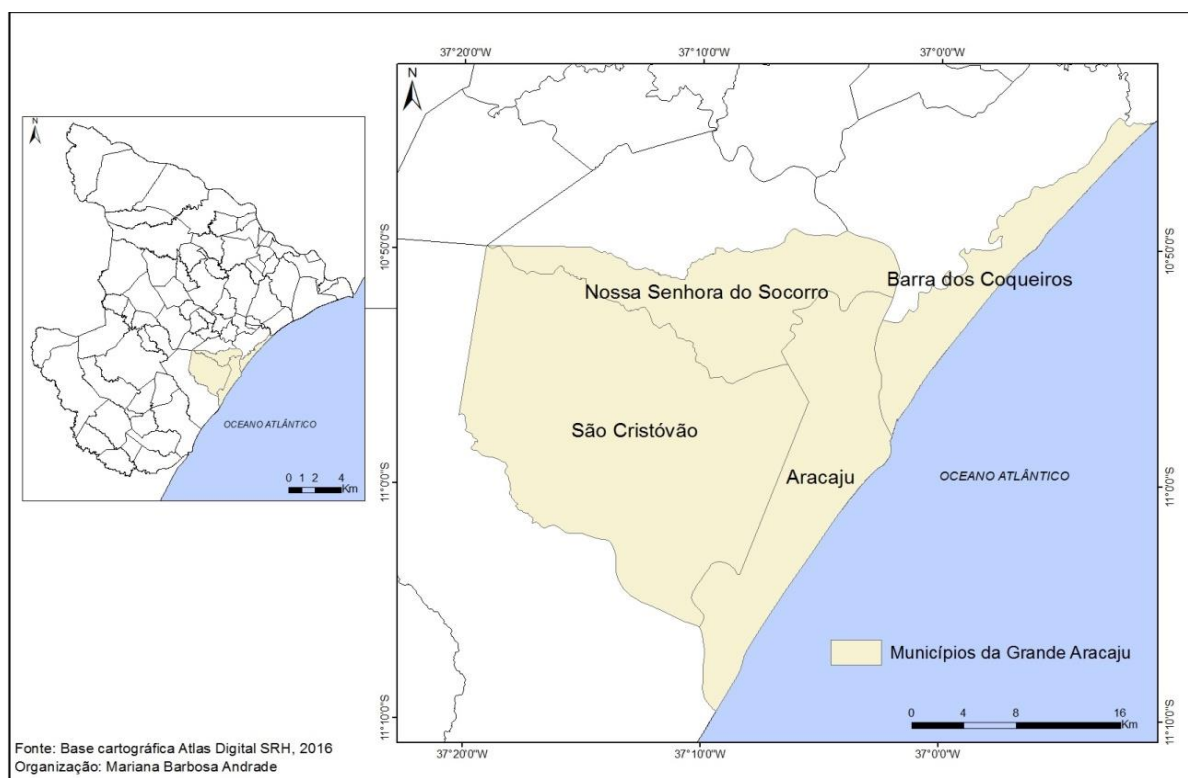 37°20'0"W
37°10'0"W
37°0'0"W
N
N
10°50'0"S
10°50'0"S
Nossa Senhora do Socorro
Barra dos Coqueiros
São Cristóvão
OCEANO ATLÂNTICO
Aracaju
OCEANO ATLÂNTICO
0 1 2 4
Km
11°0'0"S
11°0'0"S
Municípios da Grande Aracaju
0 4 8 16
Km
11°10'0"S
11°10'0"S
37°20'0"W
37°10'0"W
37°0'0"W
Fonte: Base cartográfica Atlas Digital SRH, 2016
Organização: Mariana Barbosa Andrade